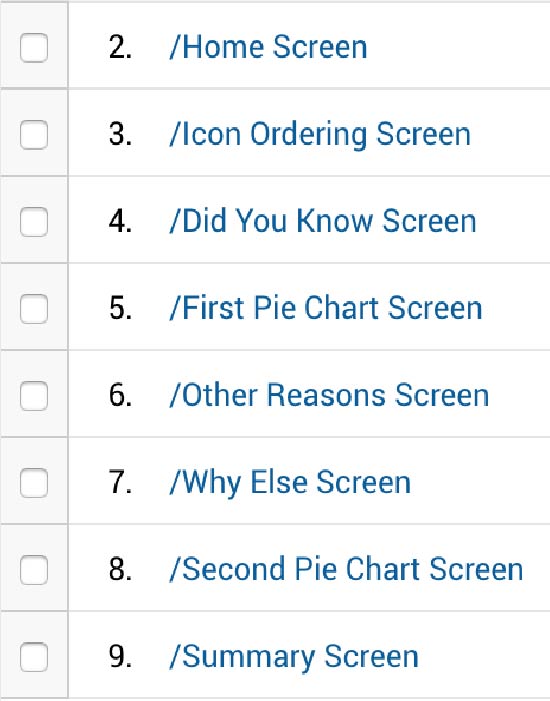 2. /Home Screen
3. /Icon Ordering Screen
4. /Did You Know Screen
5. /First Pie Chart Screen
6. /Other Reasons Screen
7. /Why Else Screen
8. /Second Pie Chart Screen
9. /Summary Screen